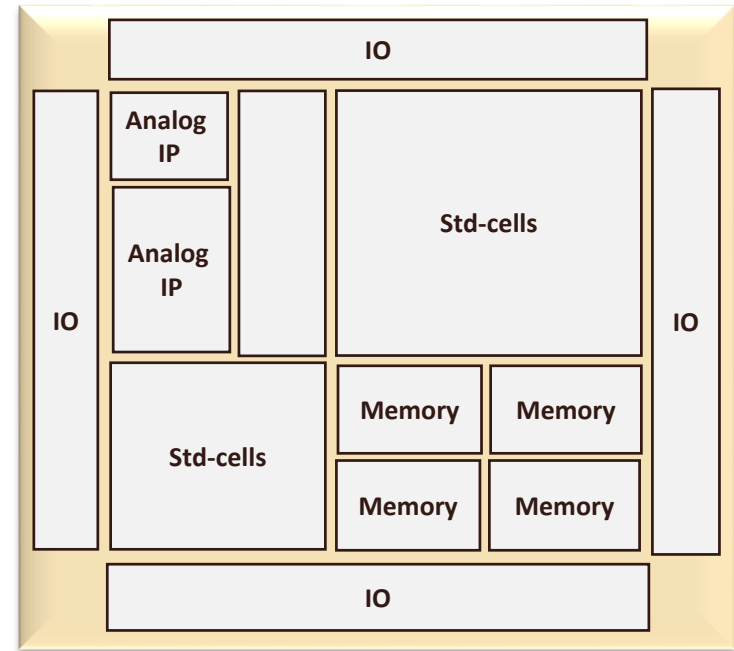 IO
Analog
IP
Std-cells
Analog
IP
IO
IO
Memory
Memory
Std-cells
Memory
Memory
IO